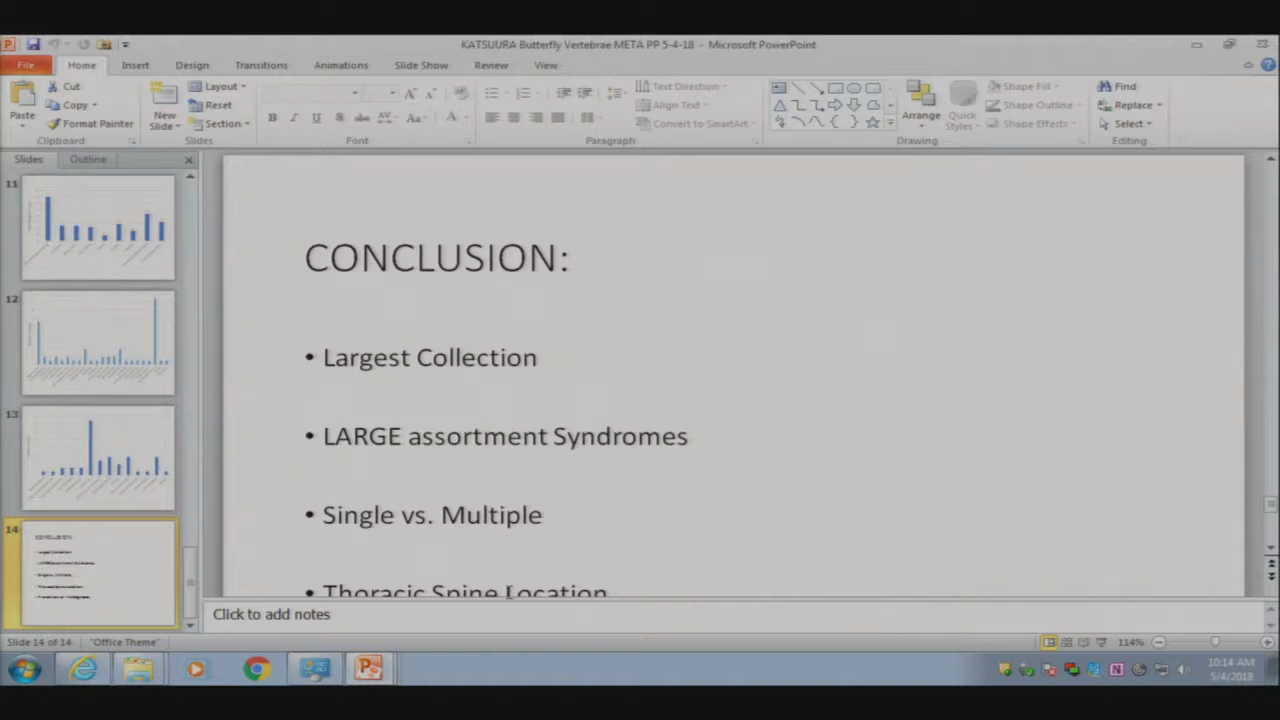 KATSUURA Butterfly Vertebrae META PP 5-4-18 - Microsoft PowerPoint
File Home Insert Design Transitions Animations Slide Show Review View
Cut
Copy
Format Painter
Paste
Clipboard
New
Slide
Layout
Reset
Section
Slides
Font
Text Direction
Align Text
Convert to SmartArt
Paragraph
Arrange
Quick
Styles
Shape Fill
Shape Outline
Shape Effects
Drawing
Find
Replace
Select
Editing
Slides Outline
11
12
13
14
CONCLUSION:
• Largest Collection
• LARGE assortment Syndromes
• Single vs. Multiple
• Thoracic Spine Location
Click to add notes
Slide 14 of 14 "Office Theme" 114%
10:14 AM
5/4/2018